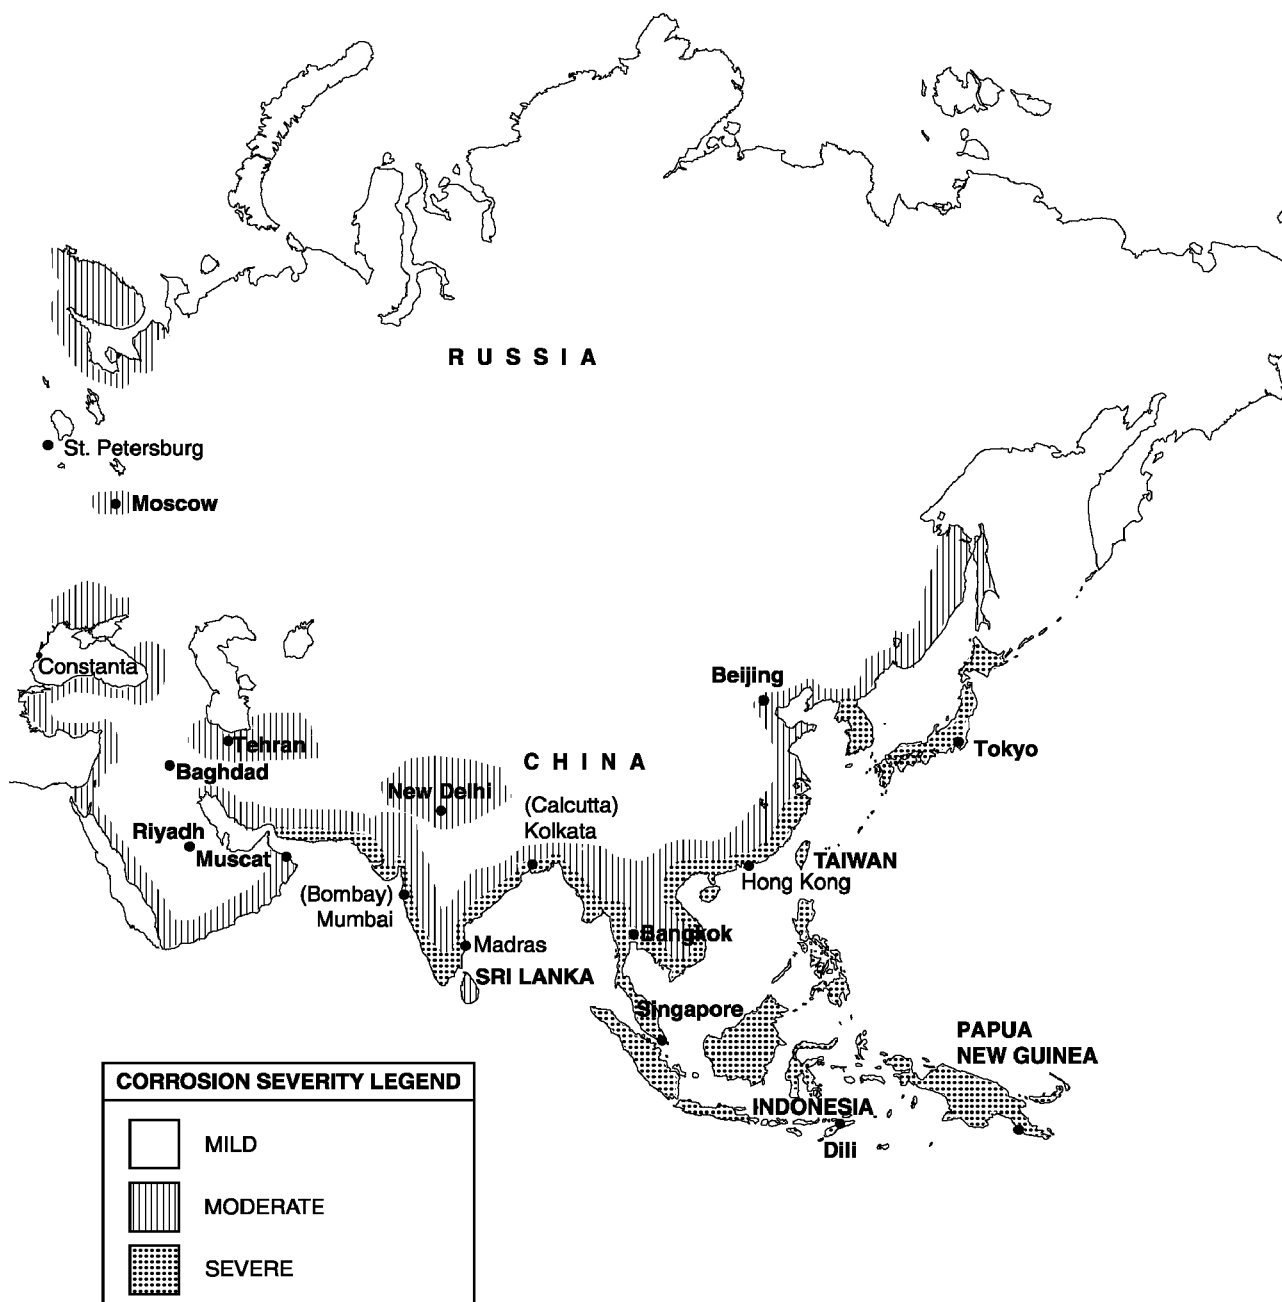 RUSSIA
St. Petersburg
Moscow
Constanta
Beijing
Tehran
Tokyo
Baghdad
CHINA
New Delhi
(Calcutta)
Kolkata
Riyadh
Muscat
TAIWAN
Hong Kong
(Bombay)
Mumbai
Bangkok
Madras
SRI LANKA
Singapore
PAPUA
NEW GUINEA
INDONESIA
Dili
CORROSION SEVERITY LEGEND
MILD
MODERATE
SEVERE